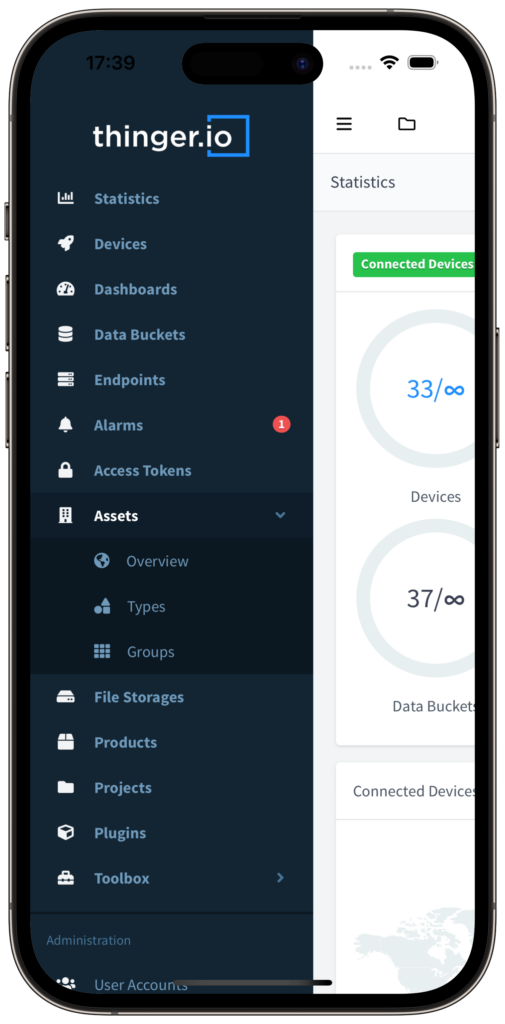 17:39
thinger.io
Statistics
Devices
Dashboards
Data Buckets
Endpoints
Alarms
1
Access Tokens
Assets
Overview
Types
Groups
File Storages
Products
Projects
Plugins
Toolbox
Administration
User Accounts
Statistics
Connected Devices
33/∞
Devices
37/∞
Data Buckets
Connected Devices